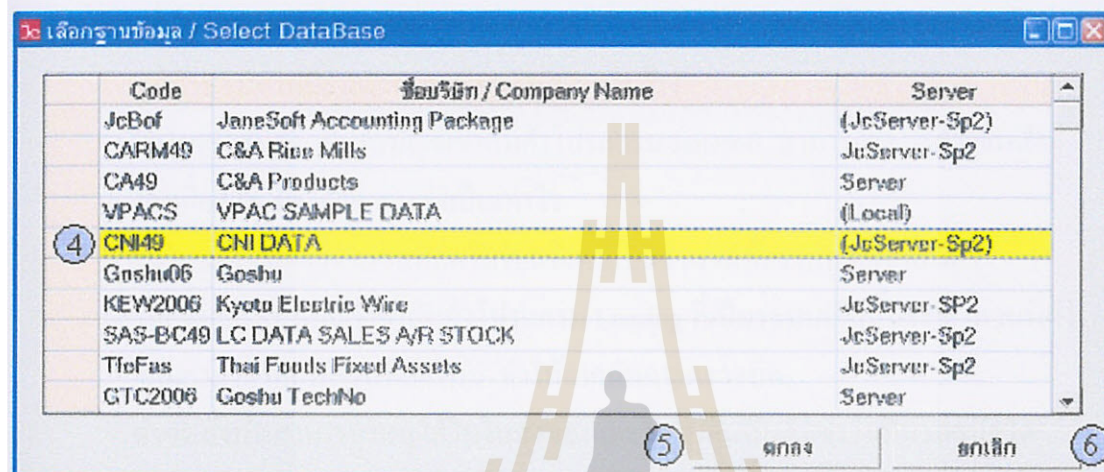 Jc เลือกฐานข้อมูล / Select DataBase
Code ชื่อบริษัท / Company Name Server
JcBof JaneSoft Accounting Package (JcServer-Sp2)
CARM49 C&A Rice Mills JcServer-Sp2
CA49 C&A Products Server
VPACS VPAC SAMPLE DATA (Local)
4 CNI49 CNI DATA (JcServer-Sp2)
Goshu06 Goshu Server
KEW2006 Kyoto Electric Wire JcServer-SP2
SAS-BC49 LC DATA SALES A/R STOCK JcServer-Sp2
TfoFas Thai Foods Fixed Assets JcServer-Sp2
GTC2006 Goshu TechNo Server
5 ตกลง ยกเลิก 6